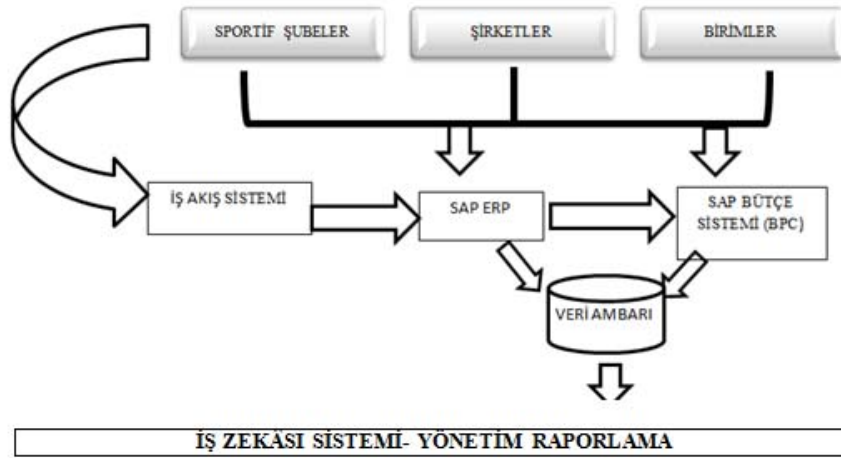 SPORTİF ŞUBELER
ŞİRKETLER
BİRİMLER
İŞ AKIŞ SİSTEMİ
SAP ERP
SAP BÜTÇE
SİSTEMİ (BPC)
VERİ AMBARI
İŞ ZEKÂSI SİSTEMİ- YÖNETİM RAPORLAMA